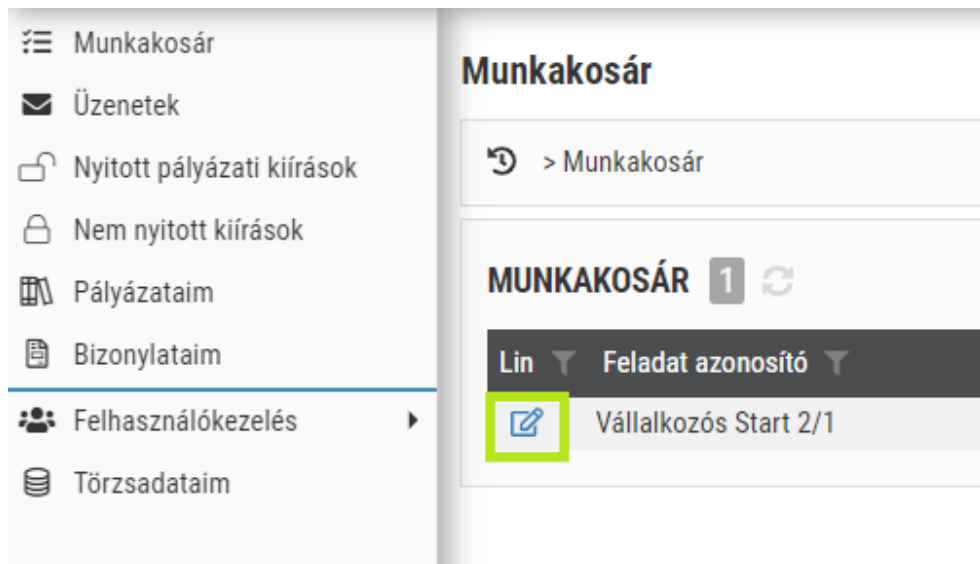 Munkakosár
Üzenetek
Nyitott pályázati kiírások
Nem nyitott kiírások
Pályázataim
Bizonylataim
Felhasználókezelés
Törzsadataim
Munkakosár
> Munkakosár
MUNKAKOSÁR 1
Lin Feladat azonosító
Vállalkozós Start 2/1